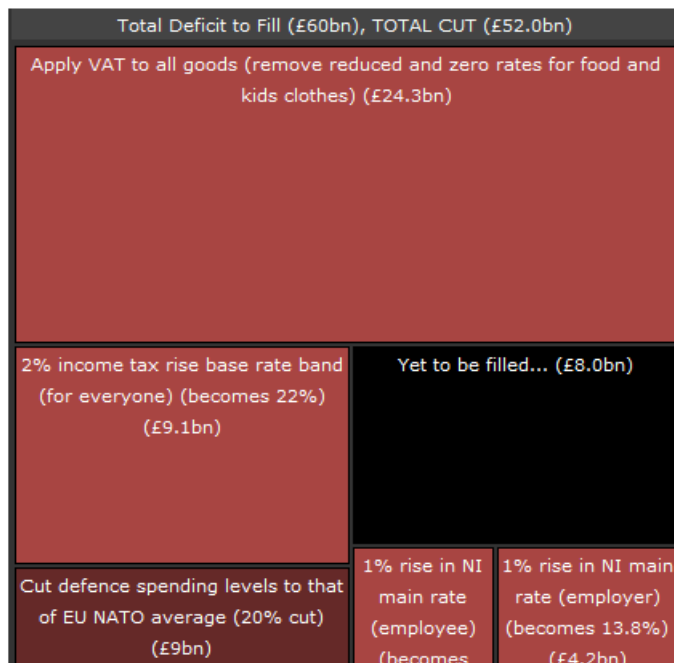 Total Deficit to Fill (£60bn), TOTAL CUT (£52.0bn)
Apply VAT to all goods (remove reduced and zero rates for food and
kids clothes) (£24.3bn)
2% income tax rise base rate band
(for everyone) (becomes 22%)
(£9.1bn)
Yet to be filled... (£8.0bn)
Cut defence spending levels to that
of EU NATO average (20% cut)
(£9bn)
1% rise in NI
main rate
(employee)
(becomes
1% rise in NI main
rate (employer)
(becomes 13.8%)
(£4.2bn)